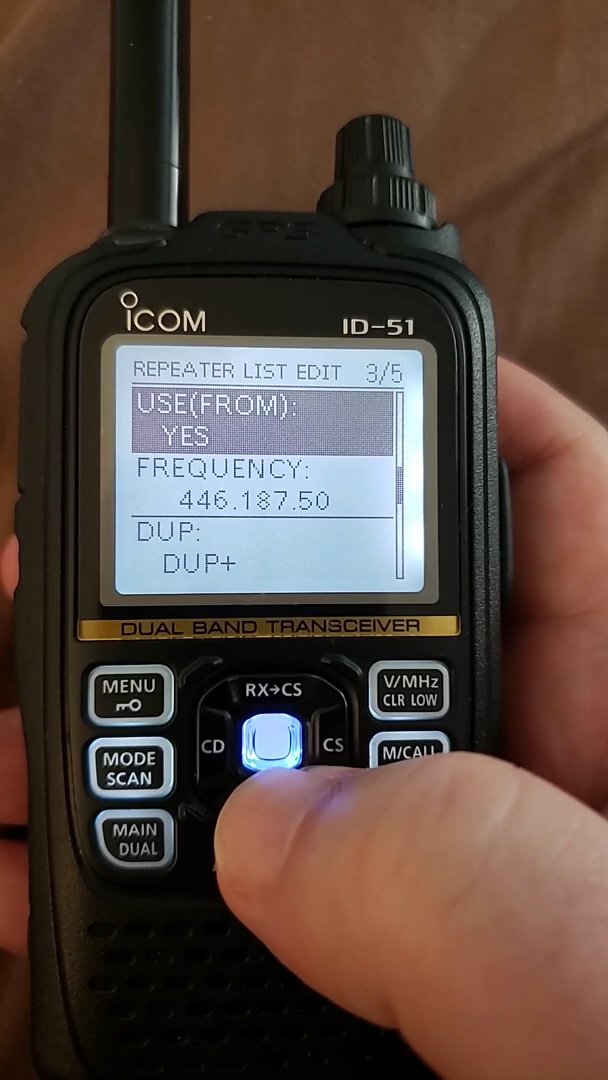 GPS
iCOM
ID-51
REPEATER LIST EDIT 3/5
USE(FROM):
YES
FREQUENCY:
446.187.50
DUP:
DUP+
DUAL BAND TRANSCEIVER
MENU
RX→CS
V/MHz
CLR LOW
CD
CS
MODE
SCAN
M/CALL
MAIN
DUAL